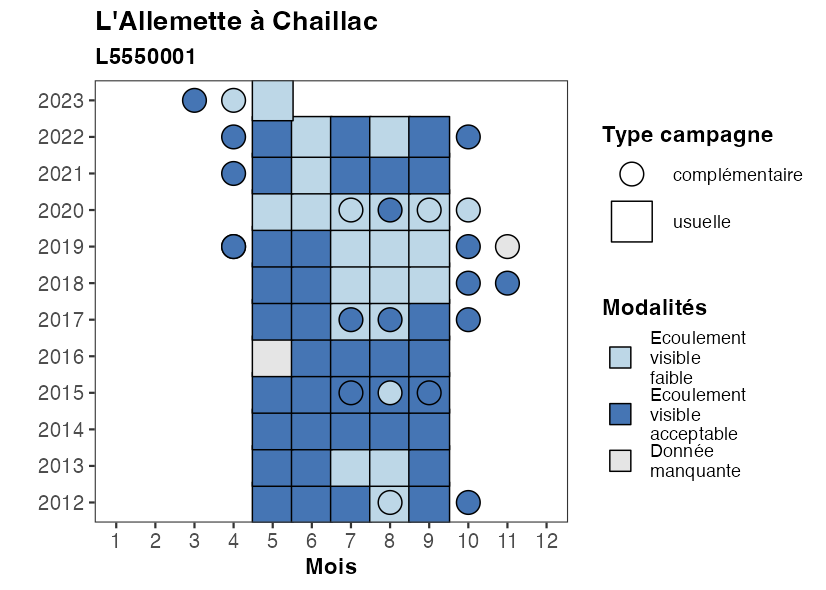 L'Allemette à Chaillac
L5550001
2023
2022
2021
2020
2019
2018
2017
2016
2015
2014
2013
2012
1 2 3 4 5 6 7 8 9 10 11 12
Mois
Type campagne
complémentaire
usuelle
Modalités
Ecoulement
visible
faible
Ecoulement
visible
acceptable
Donnée
manquante